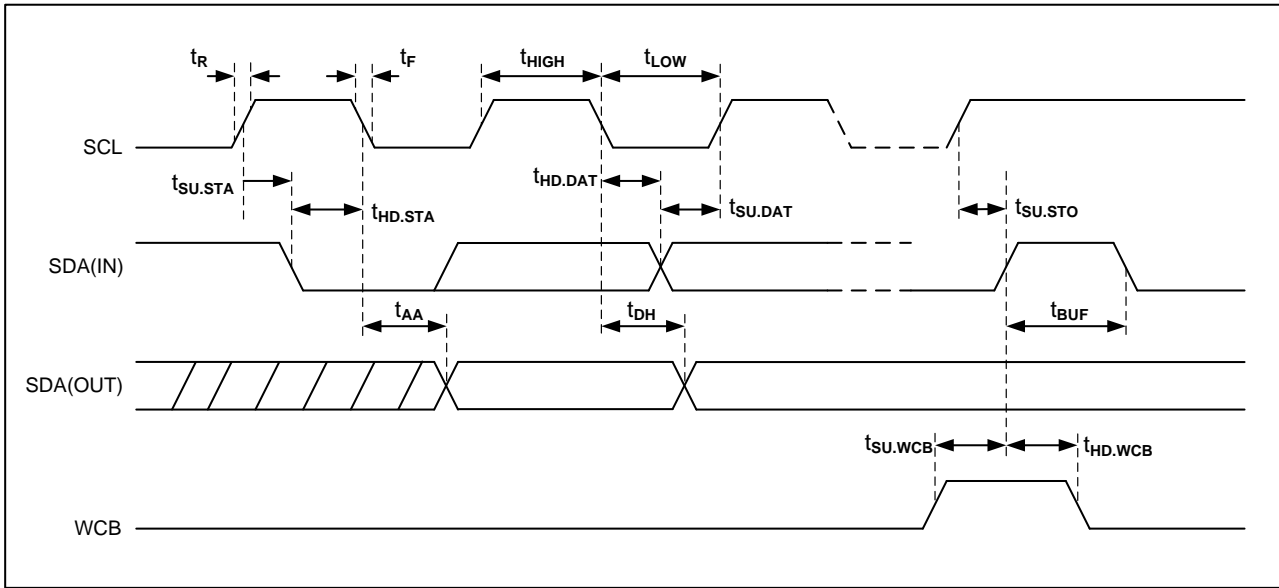 tR
tF
tHIGH
tLOW
SCL
tSU.STA
tHD.STA
tHD.DAT
tSU.DAT
tSU.STO
SDA(IN)
tAA
tDH
tBUF
SDA(OUT)
tSU.WCB
tHD.WCB
WCB